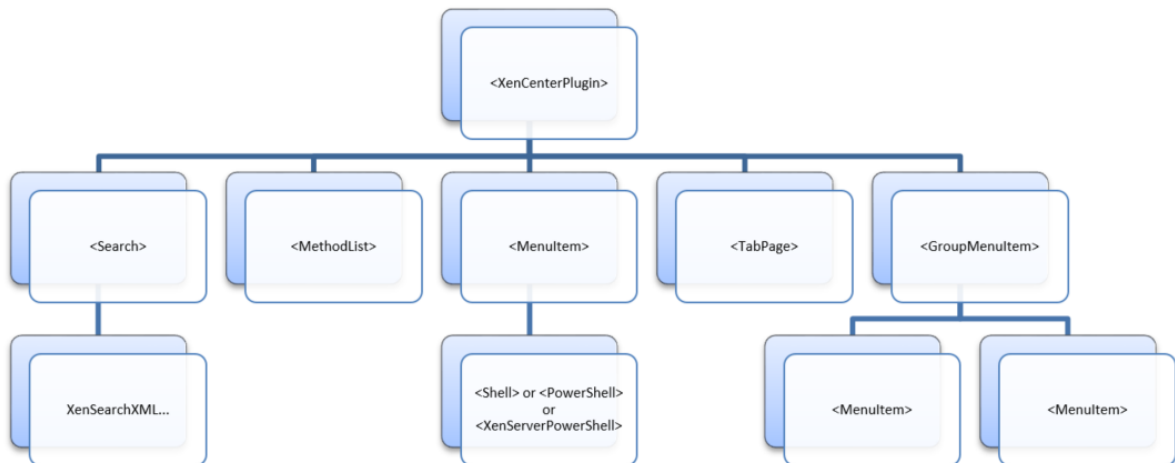 <XenCenterPlugin>
<Search>
<MethodList>
<MenuItem>
<TabPage>
<GroupMenuItem>
XenSearchXML...
<Shell> or <PowerShell>
or
<XenServerPowerShell>
<MenuItem>
<MenuItem>